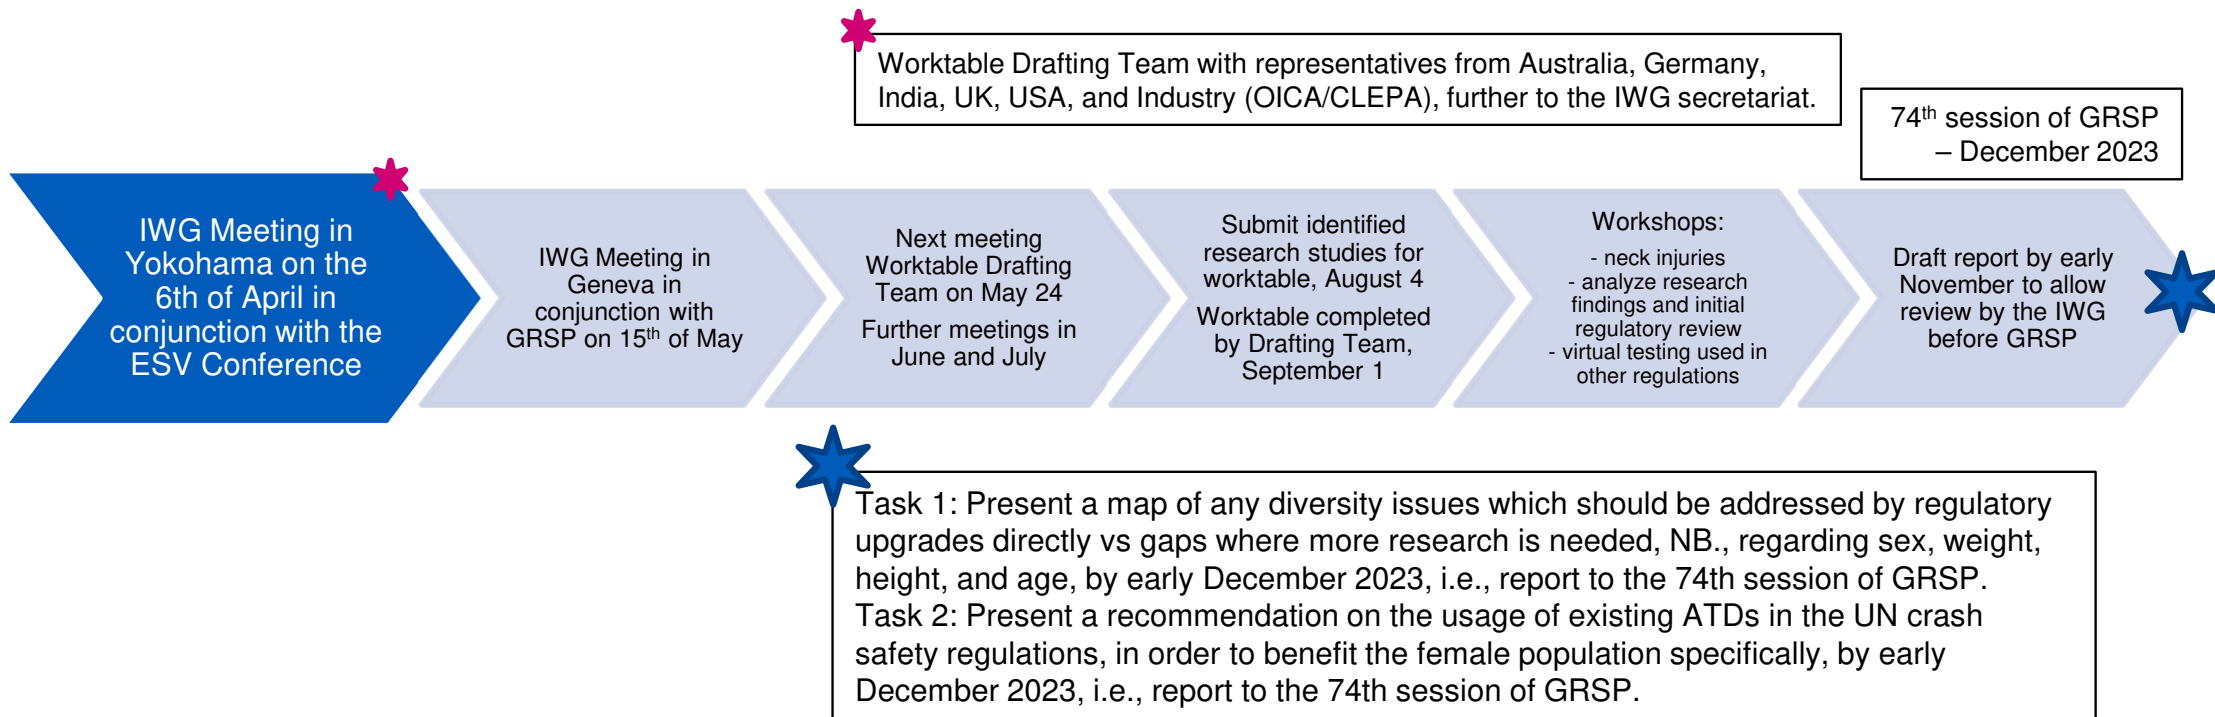 Worktable Drafting Team with representatives from Australia, Germany,
India, UK, USA, and Industry (OICA/CLEPA), further to the IWG secretariat.
74th session of GRSP
– December 2023
IWG Meeting in
Yokohama on the
6th of April in
conjunction with the
ESV Conference
IWG Meeting in
Geneva in
conjunction with
GRSP on 15th of May
Next meeting
Worktable Drafting
Team on May 24
Further meetings in
June and July
Submit identified
research studies for
worktable, August 4
Worktable completed
by Drafting Team,
September 1
Workshops:
- neck injuries
- analyze research
findings and initial
regulatory review
- virtual testing used in
other regulations
Draft report by early
November to allow
review by the IWG
before GRSP
Task 1: Present a map of any diversity issues which should be addressed by regulatory
upgrades directly vs gaps where more research is needed, NB., regarding sex, weight,
height, and age, by early December 2023, i.e., report to the 74th session of GRSP.
Task 2: Present a recommendation on the usage of existing ATDs in the UN crash
safety regulations, in order to benefit the female population specifically, by early
December 2023, i.e., report to the 74th session of GRSP.